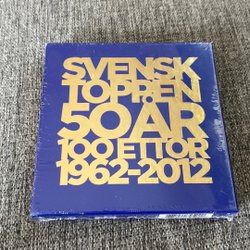 SVENSK
TOPPEN
50 ÅR
100 ETTOR
1962-2012